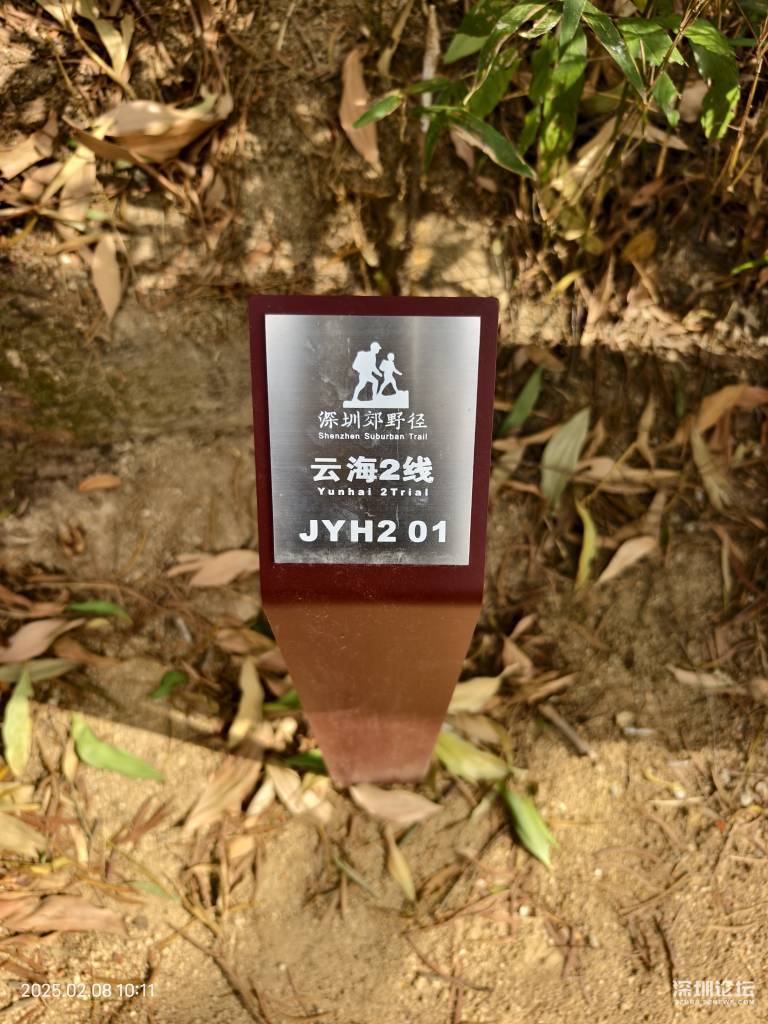 深圳郊野径
Shenzhen Suburban Trail
云海2线
Yunhai 2Trial
JYH2 01
2025.02.08 10:11
深圳论坛